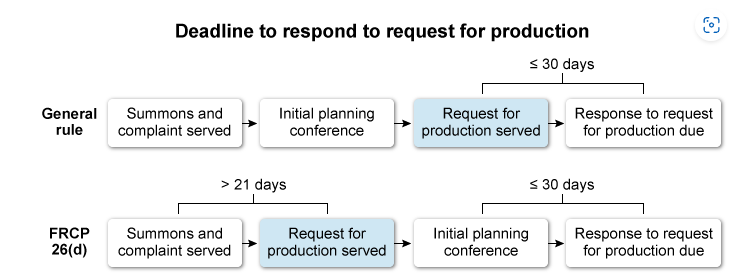 Deadline to respond to request for production
≤ 30 days
General
rule
Summons and
complaint served
Initial planning
conference
Request for
production served
Response to request
for production due
> 21 days
≤ 30 days
FRCP
26(d)
Summons and
complaint served
Request for
production served
Initial planning
conference
Response to request
for production due